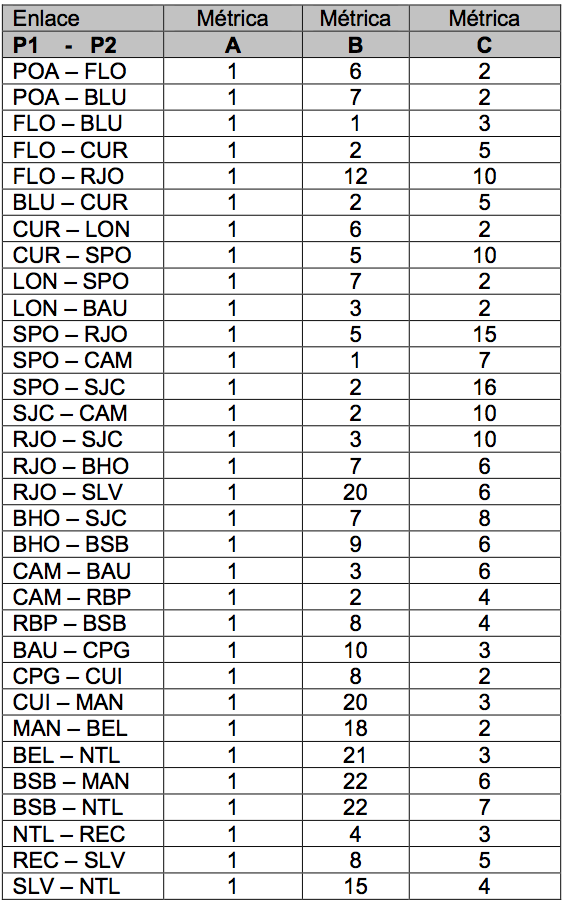 Enlace Métrica Métrica Métrica
P1 - P2 A B C
POA – FLO 1 6 2
POA – BLU 1 7 2
FLO – BLU 1 1 3
FLO – CUR 1 2 5
FLO – RJO 1 12 10
BLU – CUR 1 2 5
CUR – LON 1 6 2
CUR – SPO 1 5 10
LON – SPO 1 7 2
LON – BAU 1 3 2
SPO – RJO 1 5 15
SPO – CAM 1 1 7
SPO – SJC 1 2 16
SJC – CAM 1 2 10
RJO – SJC 1 3 10
RJO – BHO 1 7 6
RJO – SLV 1 20 6
BHO – SJC 1 7 8
BHO – BSB 1 9 6
CAM – BAU 1 3 6
CAM – RBP 1 2 4
RBP – BSB 1 8 4
BAU – CPG 1 10 3
CPG – CUI 1 8 2
CUI – MAN 1 20 3
MAN – BEL 1 18 2
BEL – NTL 1 21 3
BSB – MAN 1 22 6
BSB – NTL 1 22 7
NTL – REC 1 4 3
REC – SLV 1 8 5
SLV – NTL 1 15 4